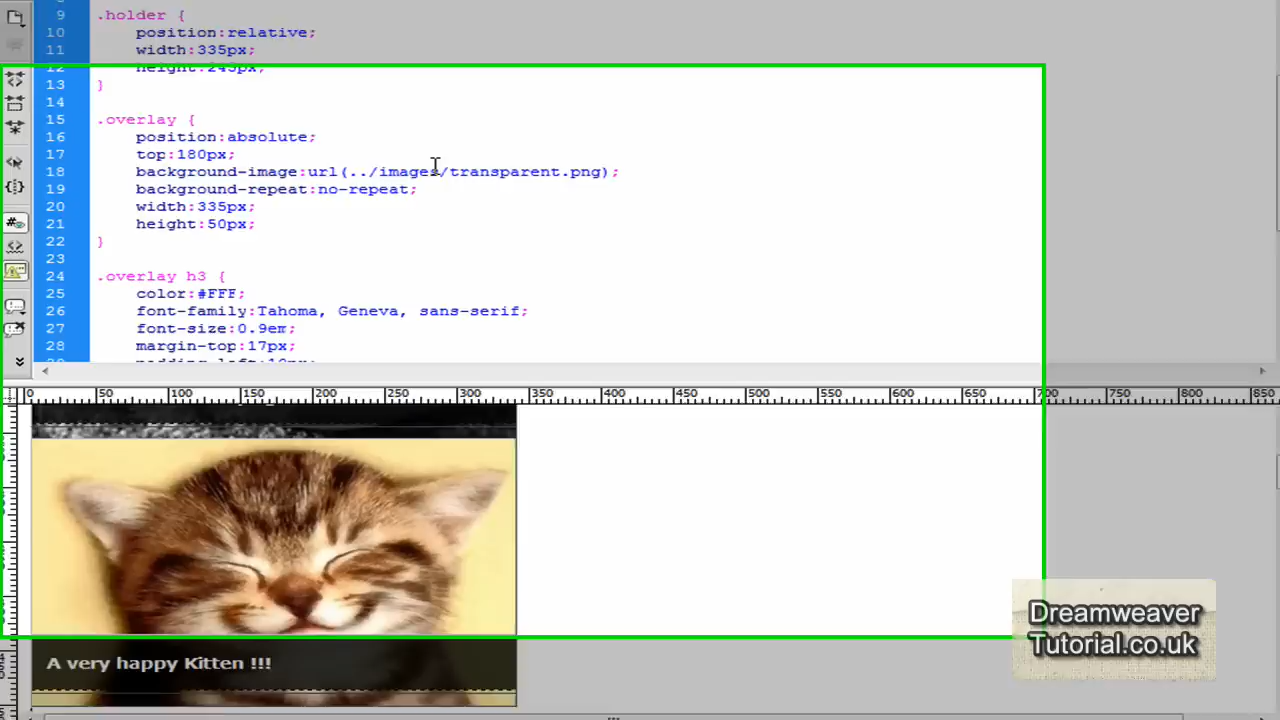 9 .holder {
10 position:relative;
11 width:335px;
12 height:245px;
13 }
14
15 .overlay {
16 position:absolute;
17 top:180px;
18 background-image:url(../images/transparent.png);
19 background-repeat:no-repeat;
20 width:335px;
21 height:50px;
22 }
23
24 .overlay h3 {
25 color:#FFF;
26 font-family:Tahoma, Geneva, sans-serif;
27 font-size:0.9em;
28 margin-top:17px;
0 50 100 150 200 250 300 350 400 450 500 550 600 650 700 750 800 850
A very happy Kitten !!!
Dreamweaver
Tutorial.co.uk